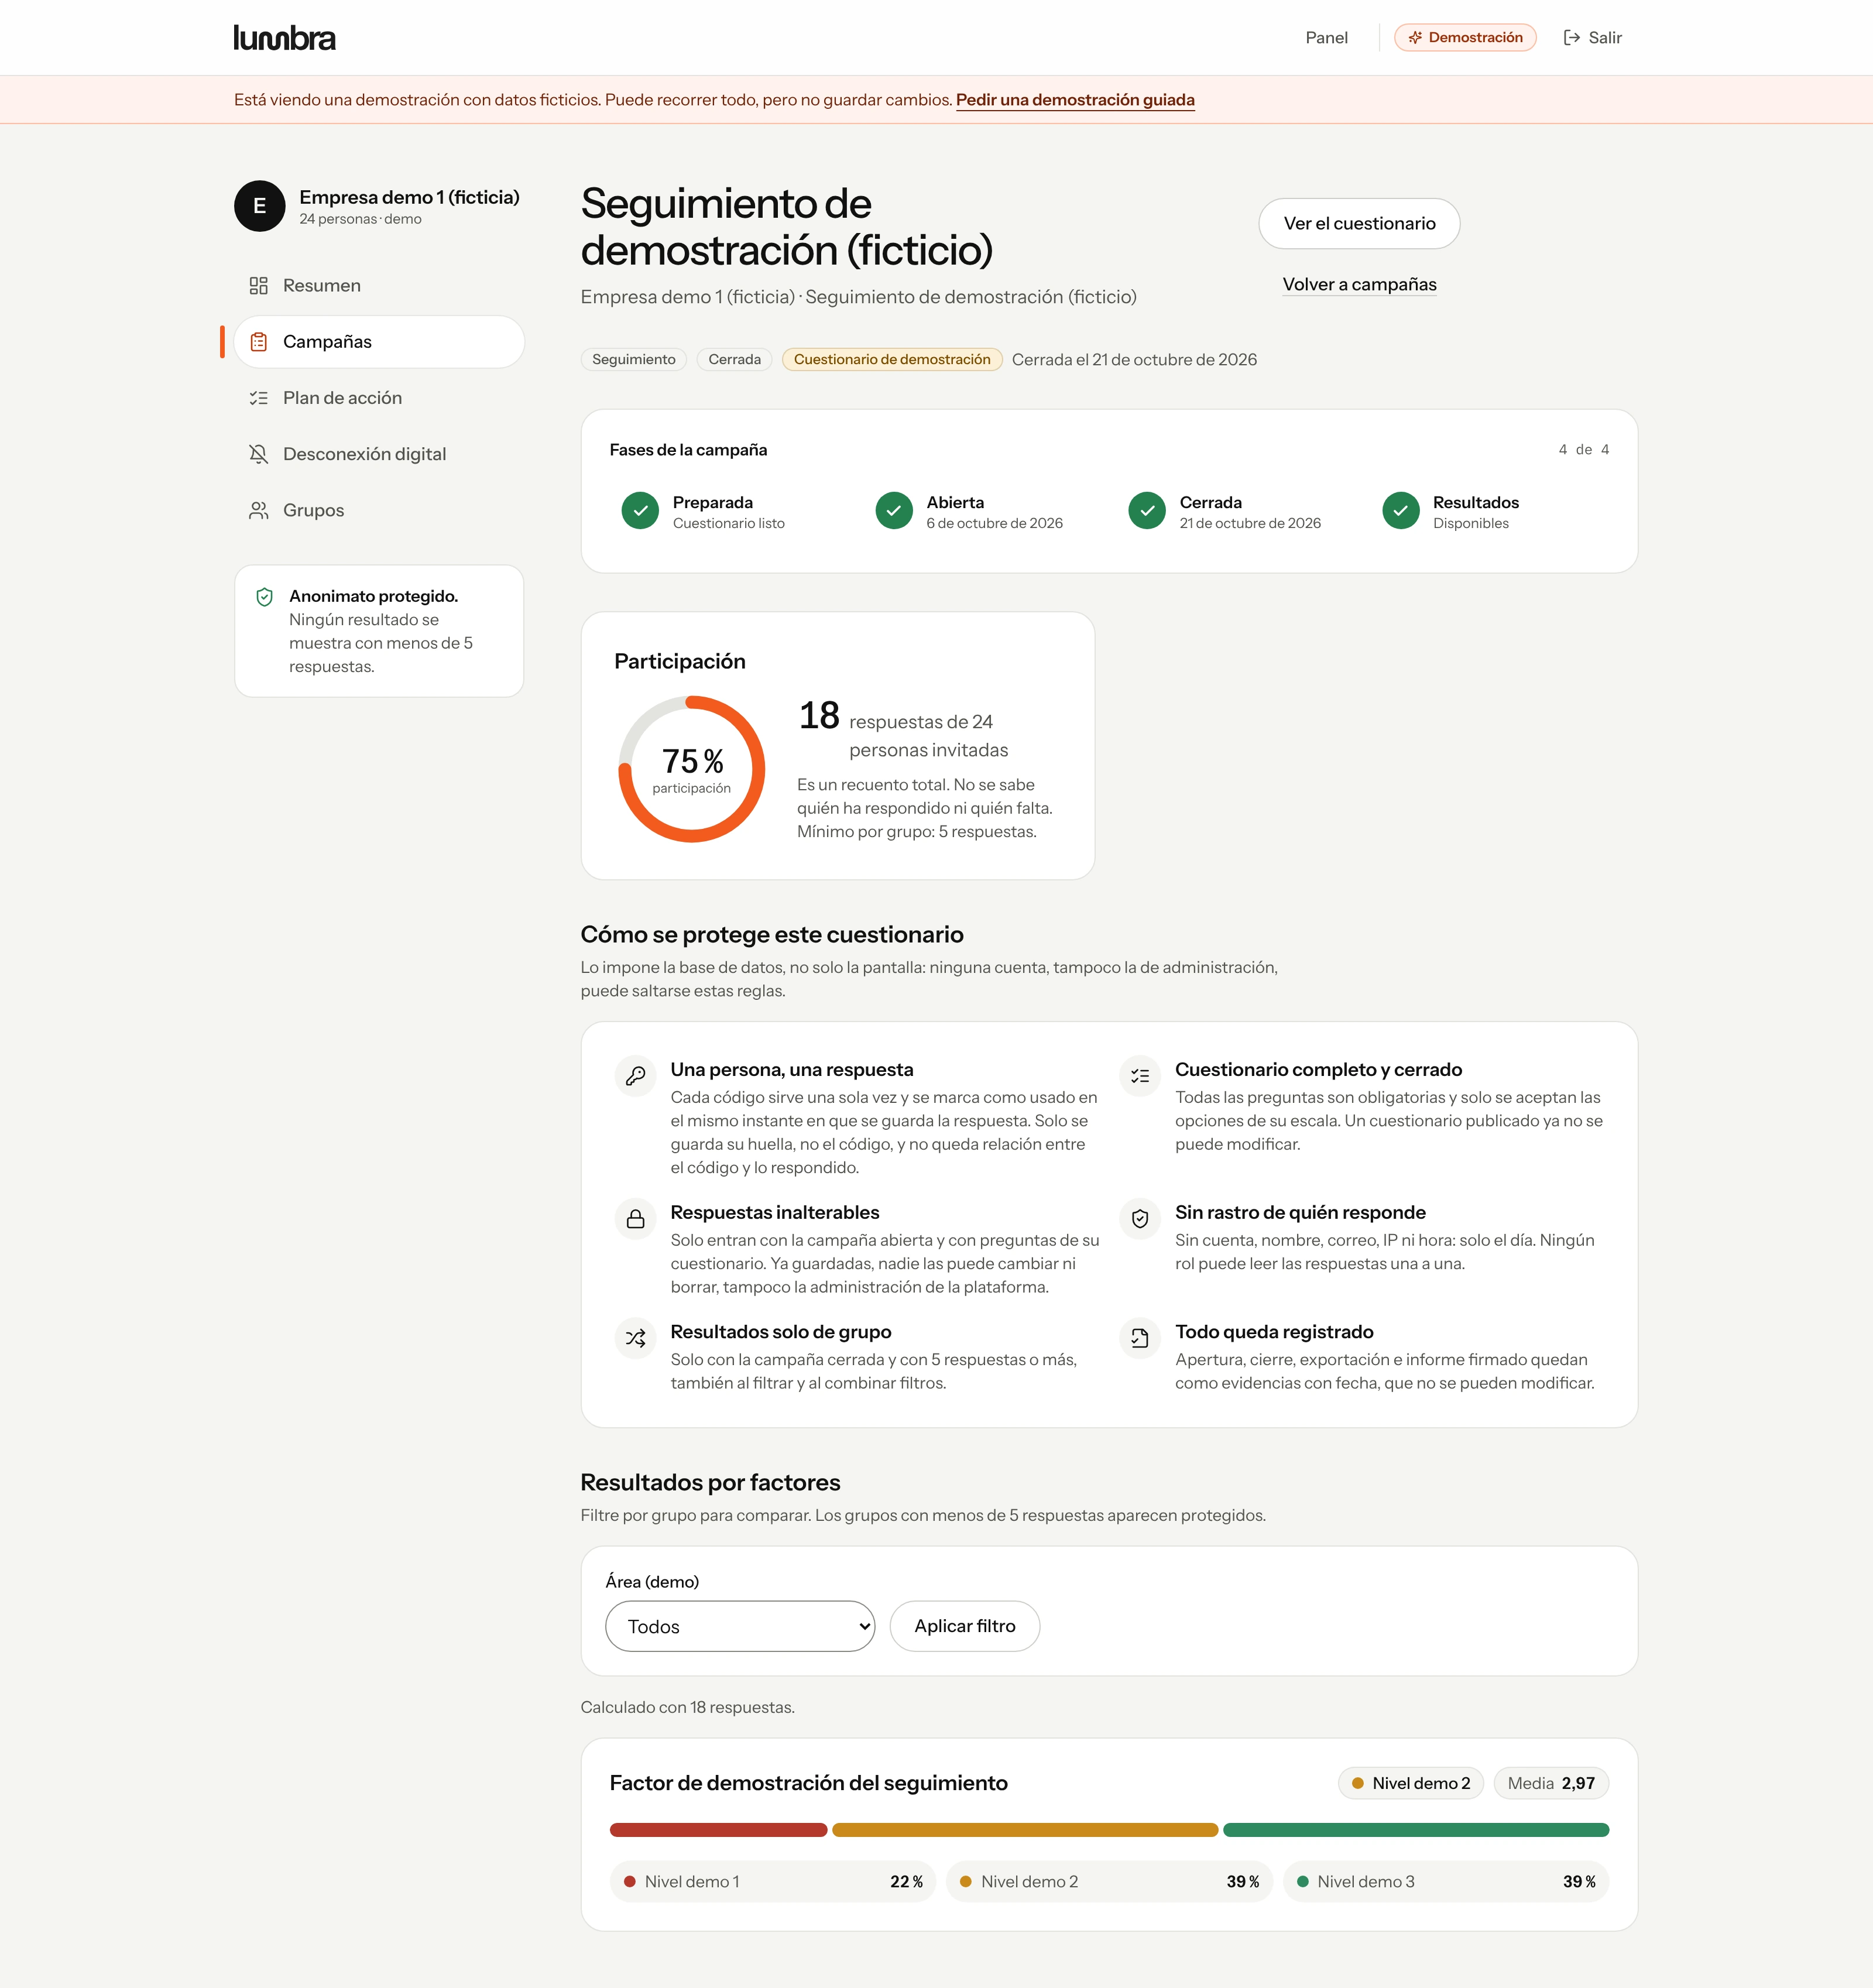 lummbra
Panel
Demostración
Salir
Está viendo una demostración con datos ficticios. Puede recorrer todo, pero no guardar cambios. Pedir una demostración guiada
E
Empresa demo 1 (ficticia)
24 personas · demo
Resumen
Campañas
Plan de acción
Desconexión digital
Grupos
Anonimato protegido.
Ningún resultado se
muestra con menos de 5
respuestas.
Seguimiento de
demostración (ficticio)
Empresa demo 1 (ficticia) · Seguimiento de demostración (ficticio)
Ver el cuestionario
Volver a campañas
Seguimiento
Cerrada
Cuestionario de demostración
Cerrada el 21 de octubre de 2026
Fases de la campaña
4 de 4
Preparada
Cuestionario listo
Abierta
6 de octubre de 2026
Cerrada
21 de octubre de 2026
Resultados
Disponibles
Participación
75 %
participación
18 respuestas de 24
personas invitadas
Es un recuento total. No se sabe
quién ha respondido ni quién falta.
Mínimo por grupo: 5 respuestas.
Cómo se protege este cuestionario
Lo impone la base de datos, no solo la pantalla: ninguna cuenta, tampoco la de administración,
puede saltarse estas reglas.
Una persona, una respuesta
Cada código sirve una sola vez y se marca como usado en
el mismo instante en que se guarda la respuesta. Solo se
guarda su huella, no el código, y no queda relación entre
el código y lo respondido.
Cuestionario completo y cerrado
Todas las preguntas son obligatorias y solo se aceptan las
opciones de su escala. Un cuestionario publicado ya no se
puede modificar.
Respuestas inalterables
Solo entran con la campaña abierta y con preguntas de su
cuestionario. Ya guardadas, nadie las puede cambiar ni
borrar, tampoco la administración de la plataforma.
Sin rastro de quién responde
Sin cuenta, nombre, correo, IP ni hora: solo el día. Ningún
rol puede leer las respuestas una a una.
Resultados solo de grupo
Solo con la campaña cerrada y con 5 respuestas o más,
también al filtrar y al combinar filtros.
Todo queda registrado
Apertura, cierre, exportación e informe firmado quedan
como evidencias con fecha, que no se pueden modificar.
Resultados por factores
Filtre por grupo para comparar. Los grupos con menos de 5 respuestas aparecen protegidos.
Área (demo)
Todos
Aplicar filtro
Calculado con 18 respuestas.
Factor de demostración del seguimiento
Nivel demo 2
Media 2,97
Nivel demo 1 22 %
Nivel demo 2 39 %
Nivel demo 3 39 %